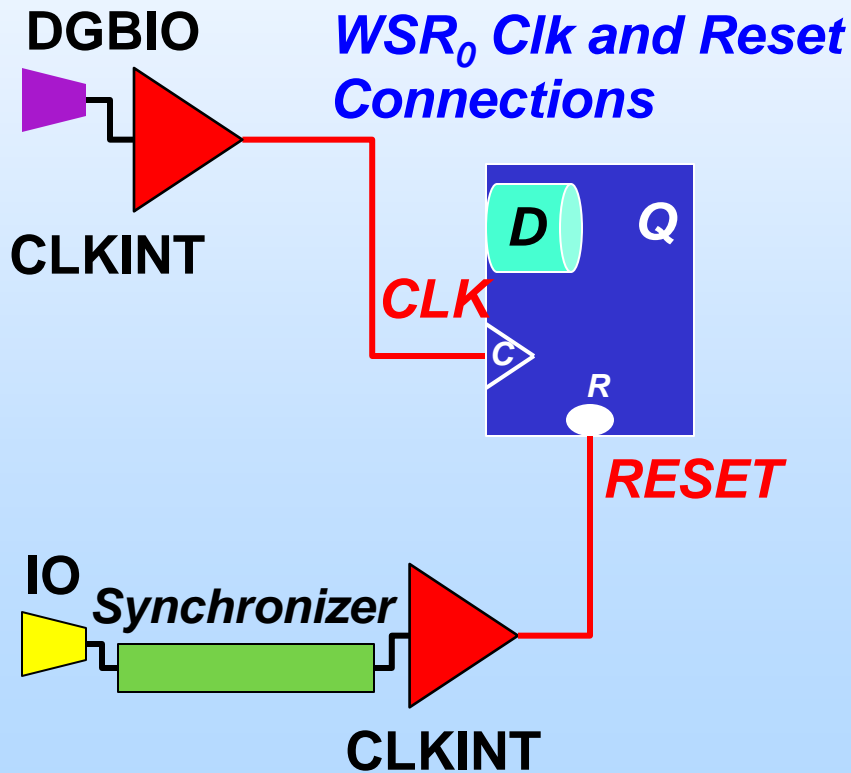 DGBIO
WSR₀ Clk and Reset
Connections
CLKINT
D
Q
CLK
C
R
RESET
IO
Synchronizer
CLKINT